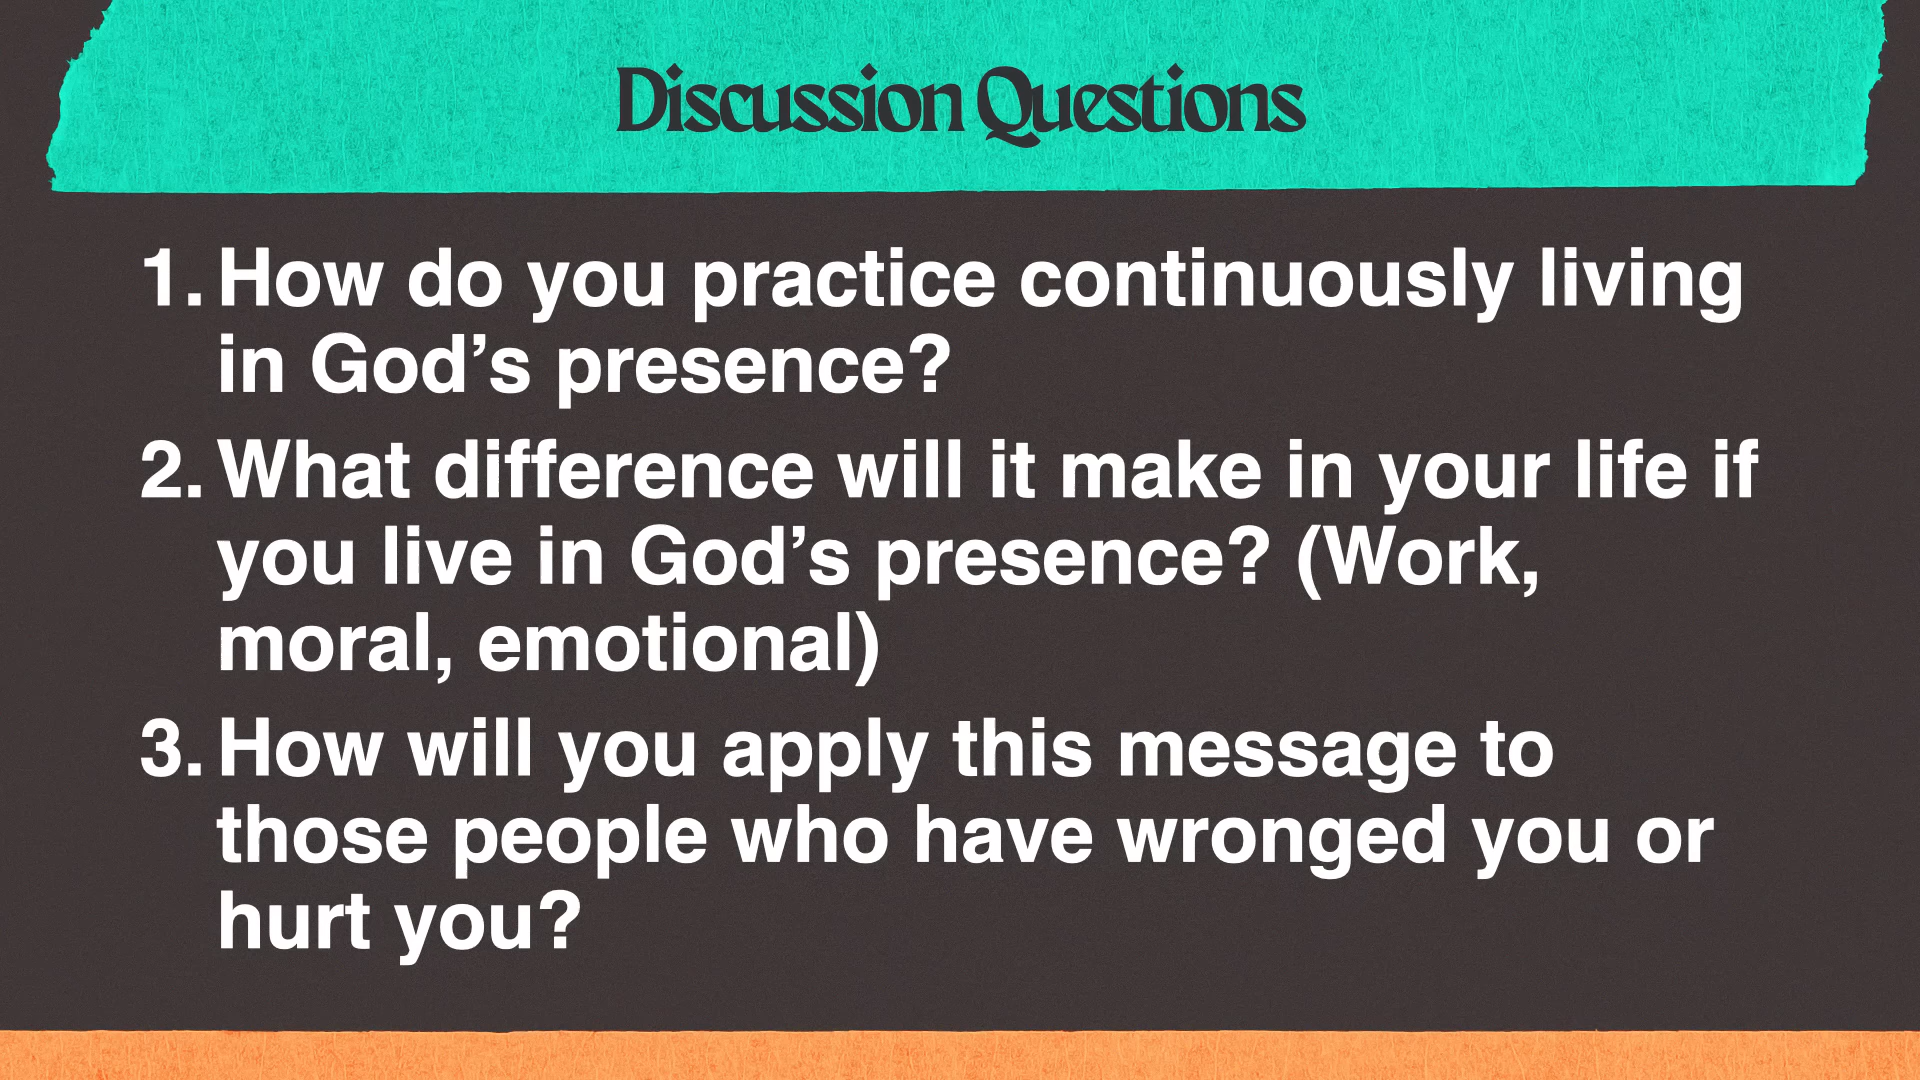 Discussion Questions
1. How do you practice continuously living
in God’s presence?
2. What difference will it make in your life if
you live in God’s presence? (Work,
moral, emotional)
3. How will you apply this message to
those people who have wronged you or
hurt you?